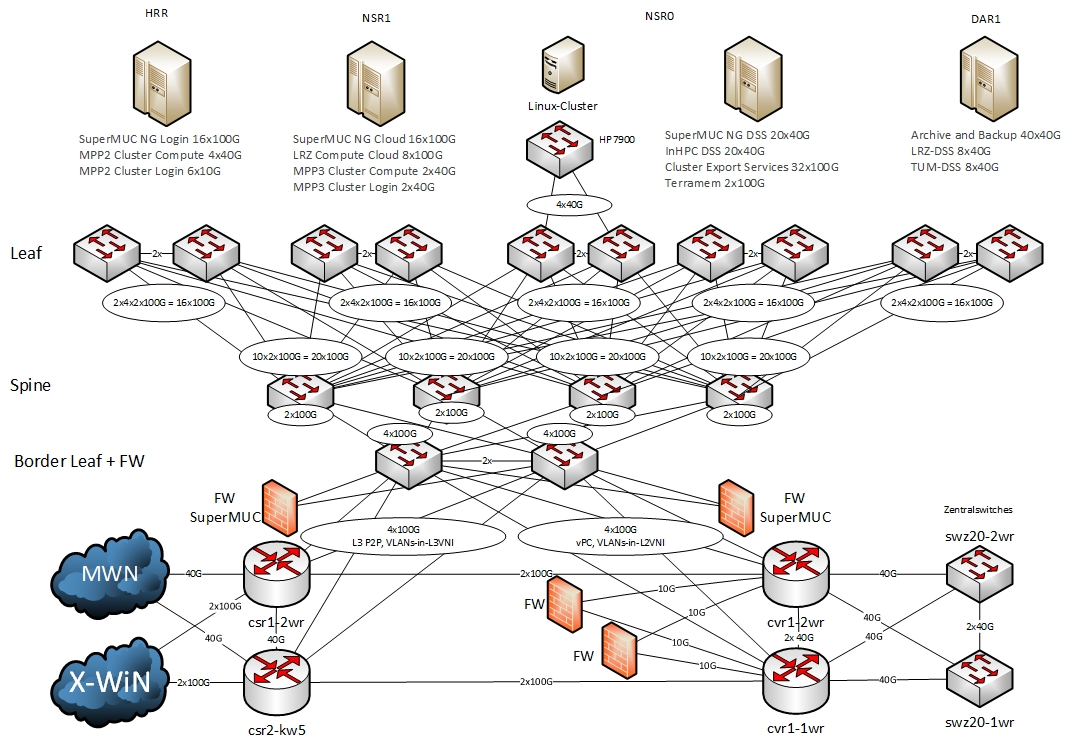 HRR
NSR1
NSR0
DAR1
Linux-Cluster
HP7900
SuperMUC NG Login 16x100G
MPP2 Cluster Compute 4x40G
MPP2 Cluster Login 6x10G
SuperMUC NG Cloud 16x100G
LRZ Compute Cloud 8x100G
MPP3 Cluster Compute 2x40G
MPP3 Cluster Login 2x40G
SuperMUC NG DSS 20x40G
InHPC DSS 20x40G
Cluster Export Services 32x100G
Terramem 2x100G
Archive and Backup 40x40G
LRZ-DSS 8x40G
TUM-DSS 8x40G
4x40G
Leaf
2x
2x
2x
2x
2x
2x4x2x100G = 16x100G
2x4x2x100G = 16x100G
2x4x2x100G = 16x100G
2x4x2x100G = 16x100G
2x4x2x100G = 16x100G
10x2x100G = 20x100G
10x2x100G = 20x100G
10x2x100G = 20x100G
10x2x100G = 20x100G
Spine
2x100G
2x100G
2x100G
2x100G
4x100G
4x100G
Border Leaf + FW
2x
FW
SuperMUC
FW
SuperMUC
4x100G
L3 P2P, VLANs-in-L3VNI
4x100G
vPC, VLANs-in-L2VNI
Zentralswitches
swz20-2wr
MWN
40G
2x100G
40G
2x100G
40G
csr1-2wr
40G
FW
10G
10G
10G
10G
FW
cvr1-2wr
2x 40G
40G
40G
2x40G
X-WiN
2x100G
2x100G
40G
csr2-kw5
cvr1-1wr
swz20-1wr